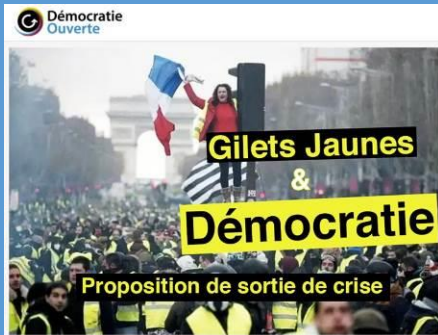 Démocratie
Ouverte
Gilets Jaunes
&
Démocratie
Proposition de sortie de crise